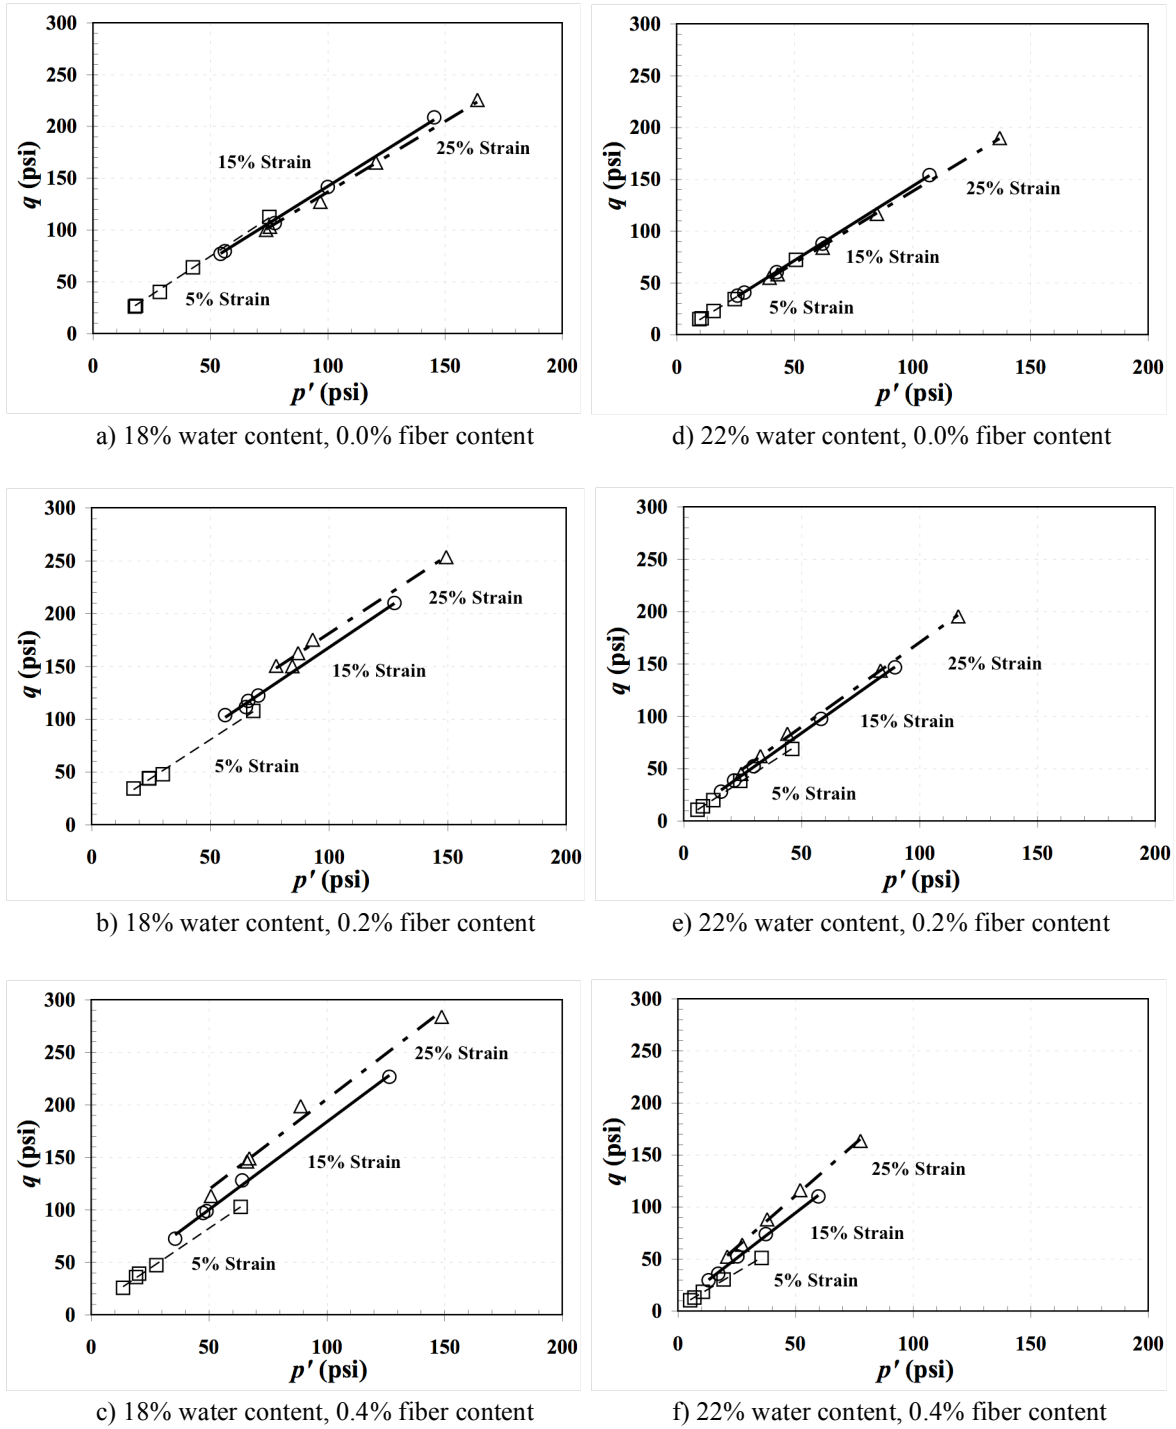 300
250
200
150
100
50
0
q (psi)
15% Strain
25% Strain
5% Strain
0 50 100 150 200
p′ (psi)
a) 18% water content, 0.0% fiber content
300
250
200
150
100
50
0
q (psi)
25% Strain
15% Strain
5% Strain
0 50 100 150 200
p′ (psi)
d) 22% water content, 0.0% fiber content
300
250
200
150
100
50
0
q (psi)
25% Strain
15% Strain
5% Strain
0 50 100 150 200
p′ (psi)
b) 18% water content, 0.2% fiber content
300
250
200
150
100
50
0
q (psi)
25% Strain
15% Strain
5% Strain
0 50 100 150 200
p′ (psi)
e) 22% water content, 0.2% fiber content
300
250
200
150
100
50
0
q (psi)
25% Strain
15% Strain
5% Strain
0 50 100 150 200
p′ (psi)
c) 18% water content, 0.4% fiber content
300
250
200
150
100
50
0
q (psi)
25% Strain
15% Strain
5% Strain
0 50 100 150 200
p′ (psi)
f) 22% water content, 0.4% fiber content